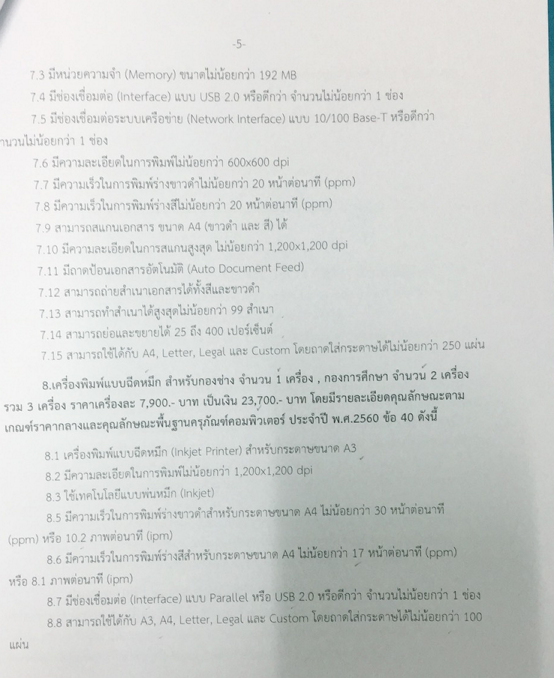 -5-
7.3 มีหน่วยความจำ (Memory) ขนาดไม่น้อยกว่า 192 MB
7.4 มีช่องเชื่อมต่อ (Interface) แบบ USB 2.0 หรือดีกว่า จำนวนไม่น้อยกว่า 1 ช่อง
7.5 มีช่องเชื่อมต่อระบบเครือข่าย (Network Interface) แบบ 10/100 Base-T หรือดีกว่า
านวนไม่น้อยกว่า 1 ช่อง
7.6 มีความละเอียดในการพิมพ์ไม่น้อยกว่า 600x600 dpi
7.7 มีความเร็วในการพิมพ์ร่างขาวดำไม่น้อยกว่า 20 หน้าต่อนาที (ppm)
7.8 มีความเร็วในการพิมพ์ร่างสีไม่น้อยกว่า 20 หน้าต่อนาที (ppm)
7.9 สามารถสแกนเอกสาร ขนาด A4 (ขาวดำ และ สี) ได้
7.10 มีความละเอียดในการสแกนสูงสุด ไม่น้อยกว่า 1,200x1,200 dpi
7.11 มีถาดป้อนเอกสารอัตโนมัติ (Auto Document Feed)
7.12 สามารถถ่ายสำเนาเอกสารได้ทั้งสีและขาวดำ
7.13 สามารถทำสำเนาได้สูงสุดไม่น้อยกว่า 99 สำเนา
7.14 สามารถย่อและขยายได้ 25 ถึง 400 เปอร์เซ็นต์
7.15 สามารถใช้ได้กับ A4, Letter, Legal และ Custom โดยถาดใส่กระดาษได้ไม่น้อยกว่า 250 แผ่น
8.เครื่องพิมพ์แบบฉีดหมึก สำหรับกองช่าง จำนวน 1 เครื่อง , กองการศึกษา จำนวน 2 เครื่อง
รวม 3 เครื่อง ราคาเครื่องละ 7,900.- บาท เป็นเงิน 23,700.- บาท โดยมีรายละเอียดคุณลักษณะตาม
เกณฑ์ราคากลางและคุณลักษณะพื้นฐานครุภัณฑ์คอมพิวเตอร์ ประจำปี พ.ศ.2560 ข้อ 40 ดังนี้
8.1 เครื่องพิมพ์แบบฉีดหมึก (Inkjet Printer) สำหรับกระดาษขนาด A3
8.2 มีความละเอียดในการพิมพ์ไม่น้อยกว่า 1,200x1,200 dpi
8.3 ใช้เทคโนโลยีแบบพ่นหมึก (Inkjet)
8.5 มีความเร็วในการพิมพ์ร่างขาวดำสำหรับกระดาษขนาด A4 ไม่น้อยกว่า 30 หน้าต่อนาที
(ppm) หรือ 10.2 ภาพต่อนาที (ipm)
8.6 มีความเร็วในการพิมพ์ร่างสีสำหรับกระดาษขนาด A4 ไม่น้อยกว่า 17 หน้าต่อนาที (ppm)
หรือ 8.1 ภาพต่อนาที (ipm)
8.7 มีช่องเชื่อมต่อ (Interface) แบบ Parallel หรือ USB 2.0 หรือดีกว่า จำนวนไม่น้อยกว่า 1 ช่อง
8.8 สามารถใช้ได้กับ A3, A4, Letter, Legal และ Custom โดยถาดใส่กระดาษได้ไม่น้อยกว่า 100
แผ่น